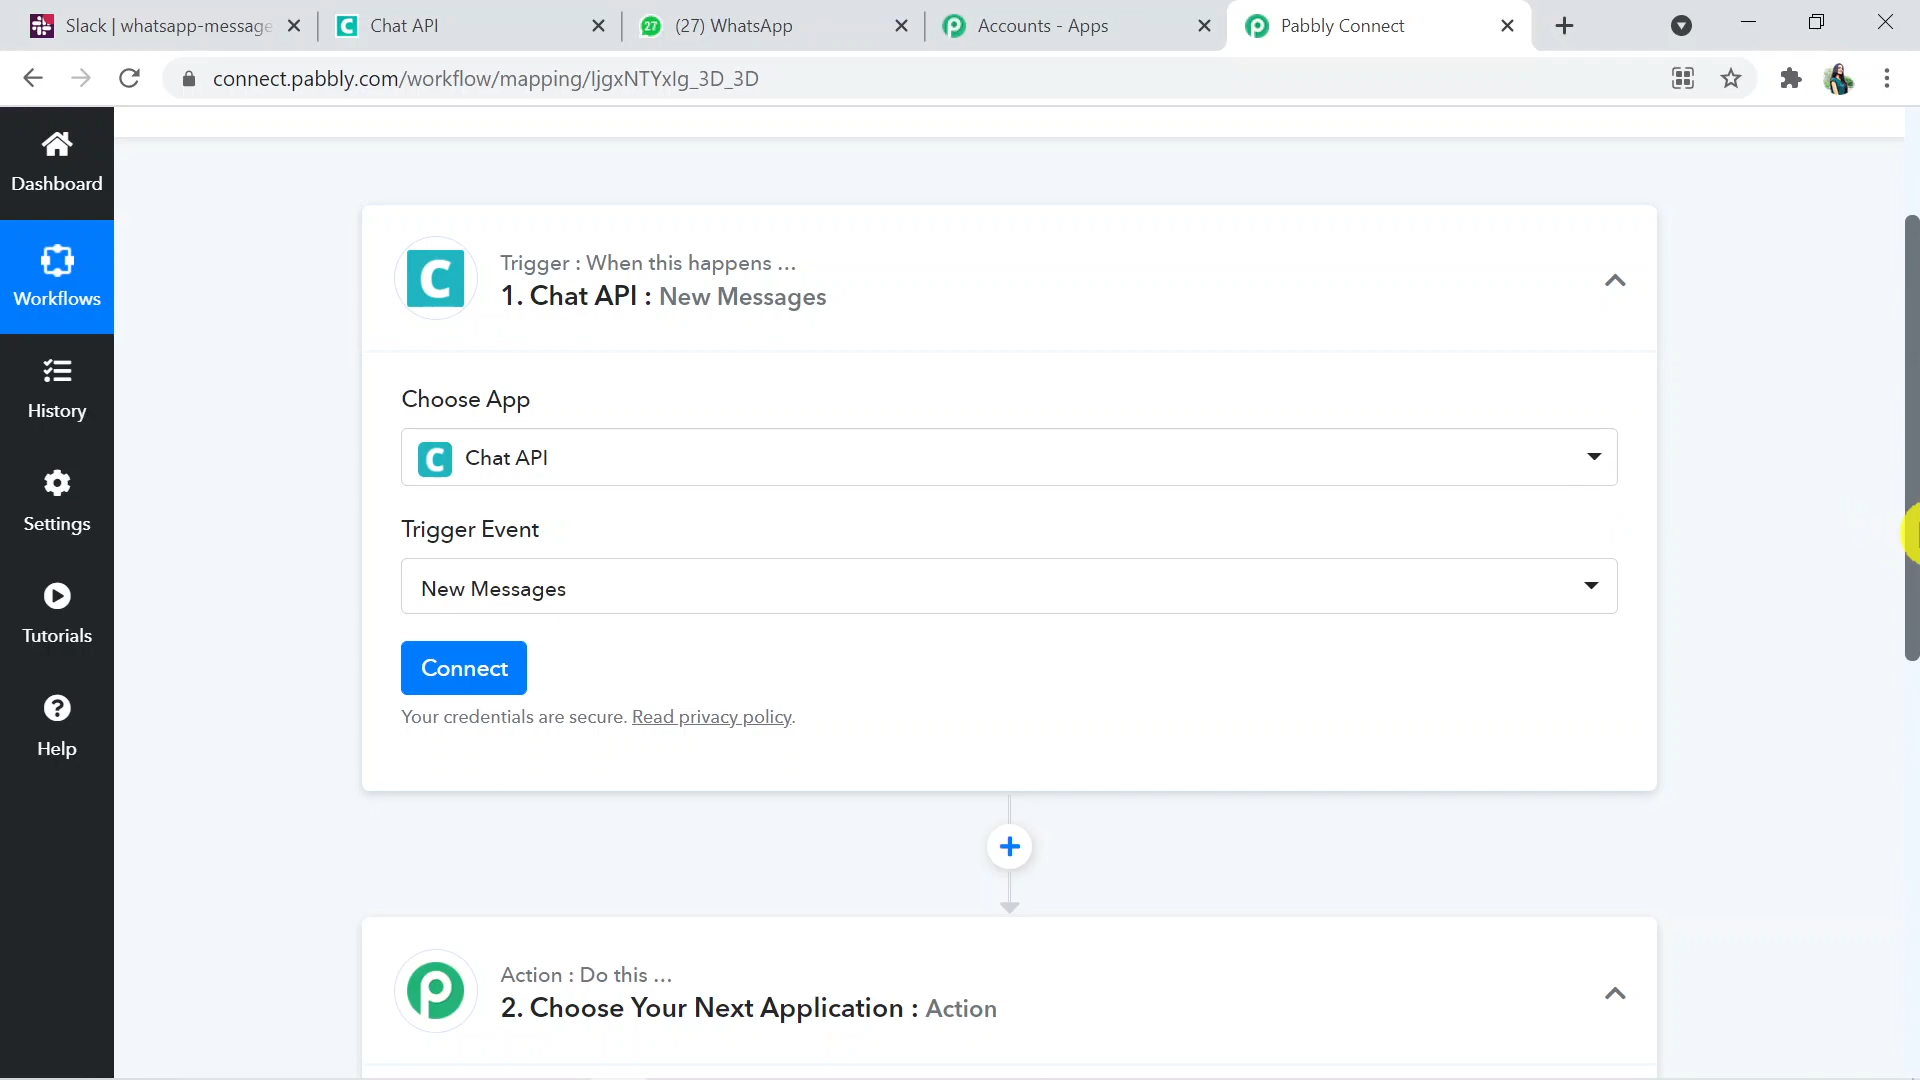 Slack | whatsapp-message
Chat API
27
(27) WhatsApp
Accounts - Apps
Pabbly Connect
connect.pabbly.com/workflow/mapping/IjgxNTYxIg_3D_3D
Dashboard
Workflows
History
Settings
Tutorials
Help
C
Trigger : When this happens ...
1. Chat API : New Messages
Choose App
C Chat API
Trigger Event
New Messages
Connect
Your credentials are secure. Read privacy policy.
Action : Do this ...
2. Choose Your Next Application : Action